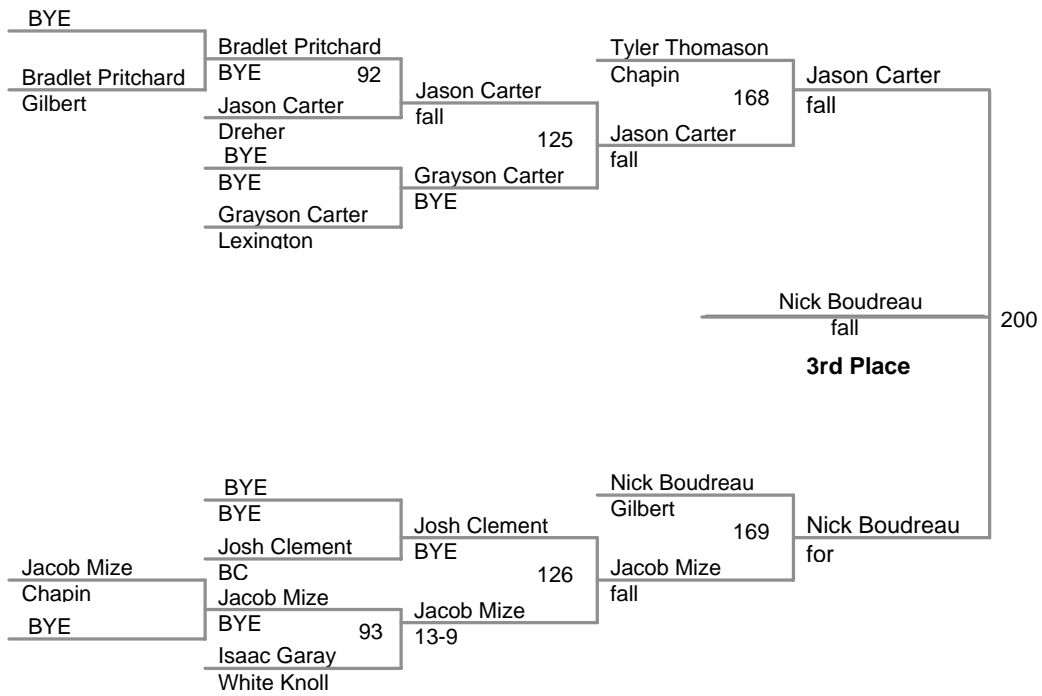 BYE
Bradlet Pritchard
Gilbert
Bradlet Pritchard
BYE
92
Jason Carter
Dreher
BYE
BYE
Grayson Carter
Lexington
Jason Carter
fall
125
Grayson Carter
BYE
Tyler Thomason
Chapin
168
Jason Carter
fall
Jason Carter
fall
Nick Boudreau
fall
200
3rd Place
BYE
BYE
Josh Clement
BC
Jacob Mize
Chapin
BYE
Jacob Mize
BYE
93
Isaac Garay
White Knoll
Josh Clement
BYE
126
Jacob Mize
13-9
Nick Boudreau
Gilbert
169
Jacob Mize
fall
Nick Boudreau
for